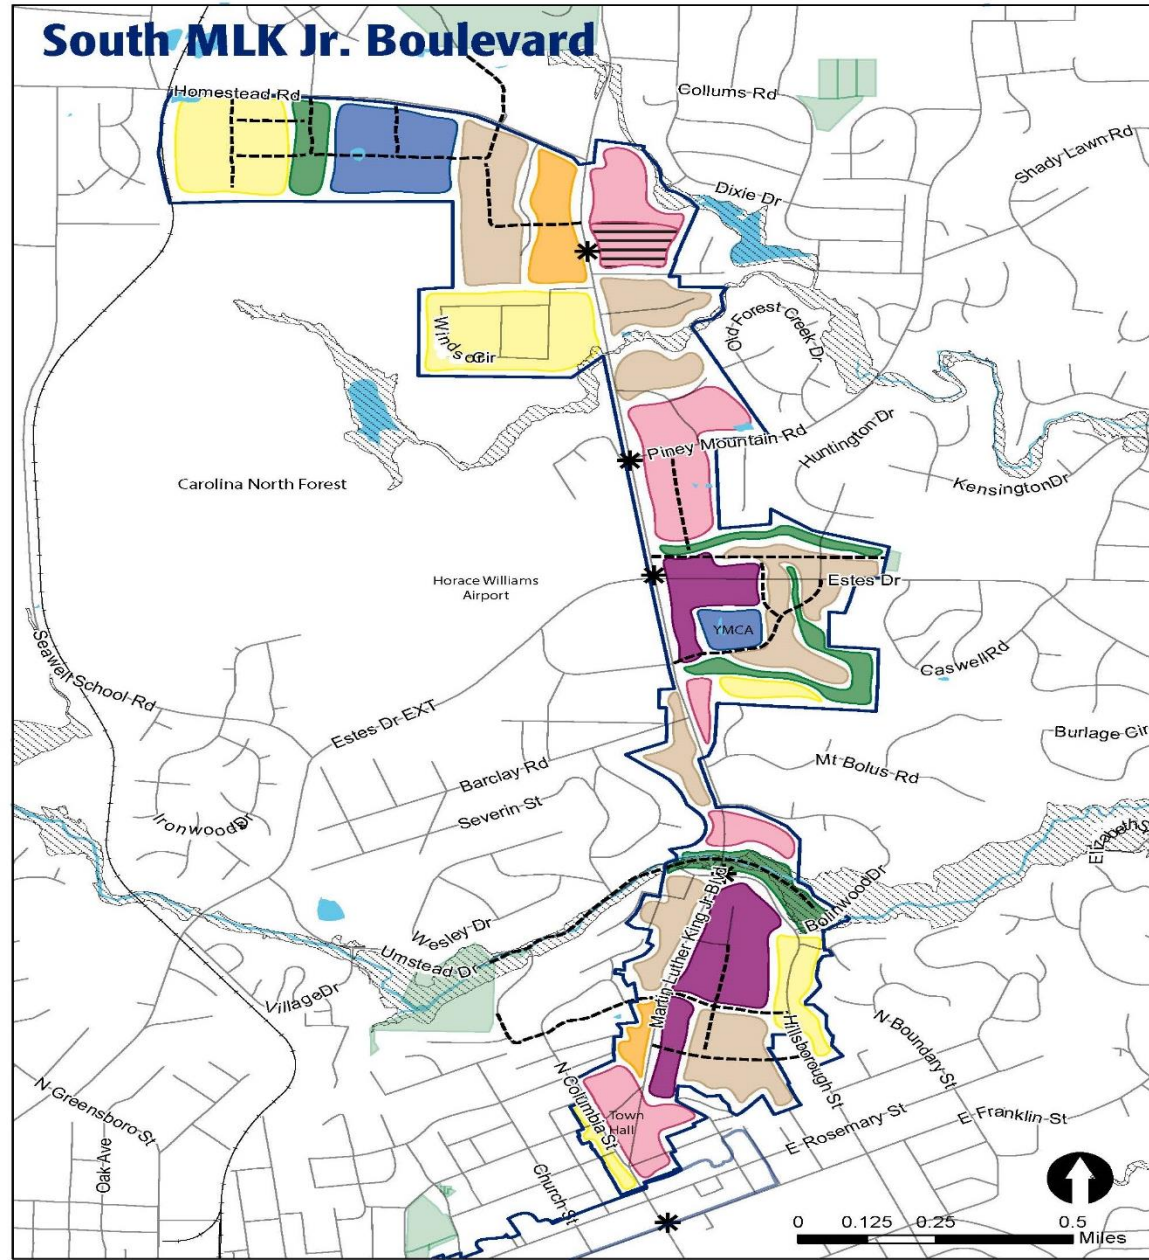 South MLK Jr. Boulevard
Homestead Rd
Collums Rd
Shady Lawn Rd
Dixie Dr
Old Forest Creek Dr
Windsor Cir
Piney Mountain Rd
Huntington Dr
Kensington Dr
Carolina North Forest
Horace Williams
Airport
Estes Dr
YMCA
Seawell School Rd
Caswell Rd
Estes Dr EXT
Burlage Cir
Barclay Rd
Mt Bolus Rd
Severin St
Ironwood Dr
Martin Luther King Jr Blvd
Bolinwood Dr
Wesley Dr
Umstead Dr
Village Dr
Hillsborough St
N Boundary St
N Greensboro St
N Columbia St
Town
Hall
E Franklin St
E Rosemary St
Oak Ave
Church St
0 0.125 0.25 0.5
Miles